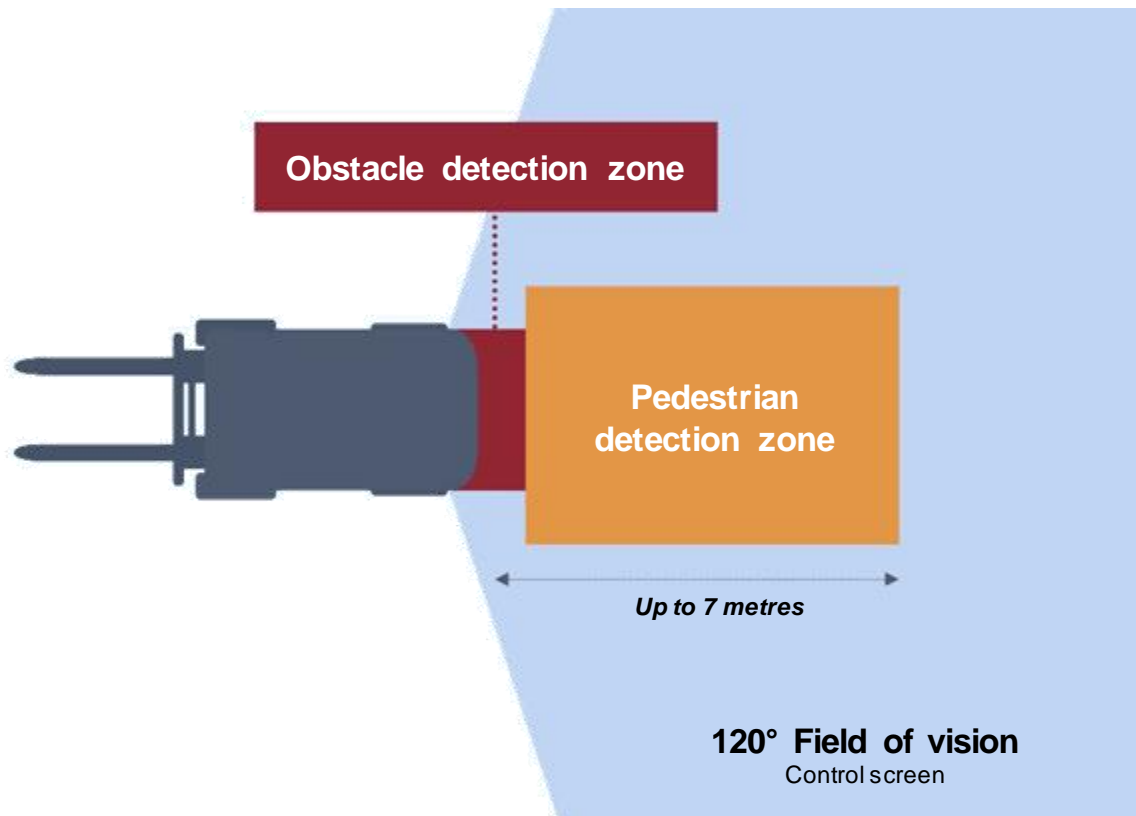 Obstacle detection zone
Pedestrian
detection zone
Up to 7 metres
120° Field of vision
Control screen